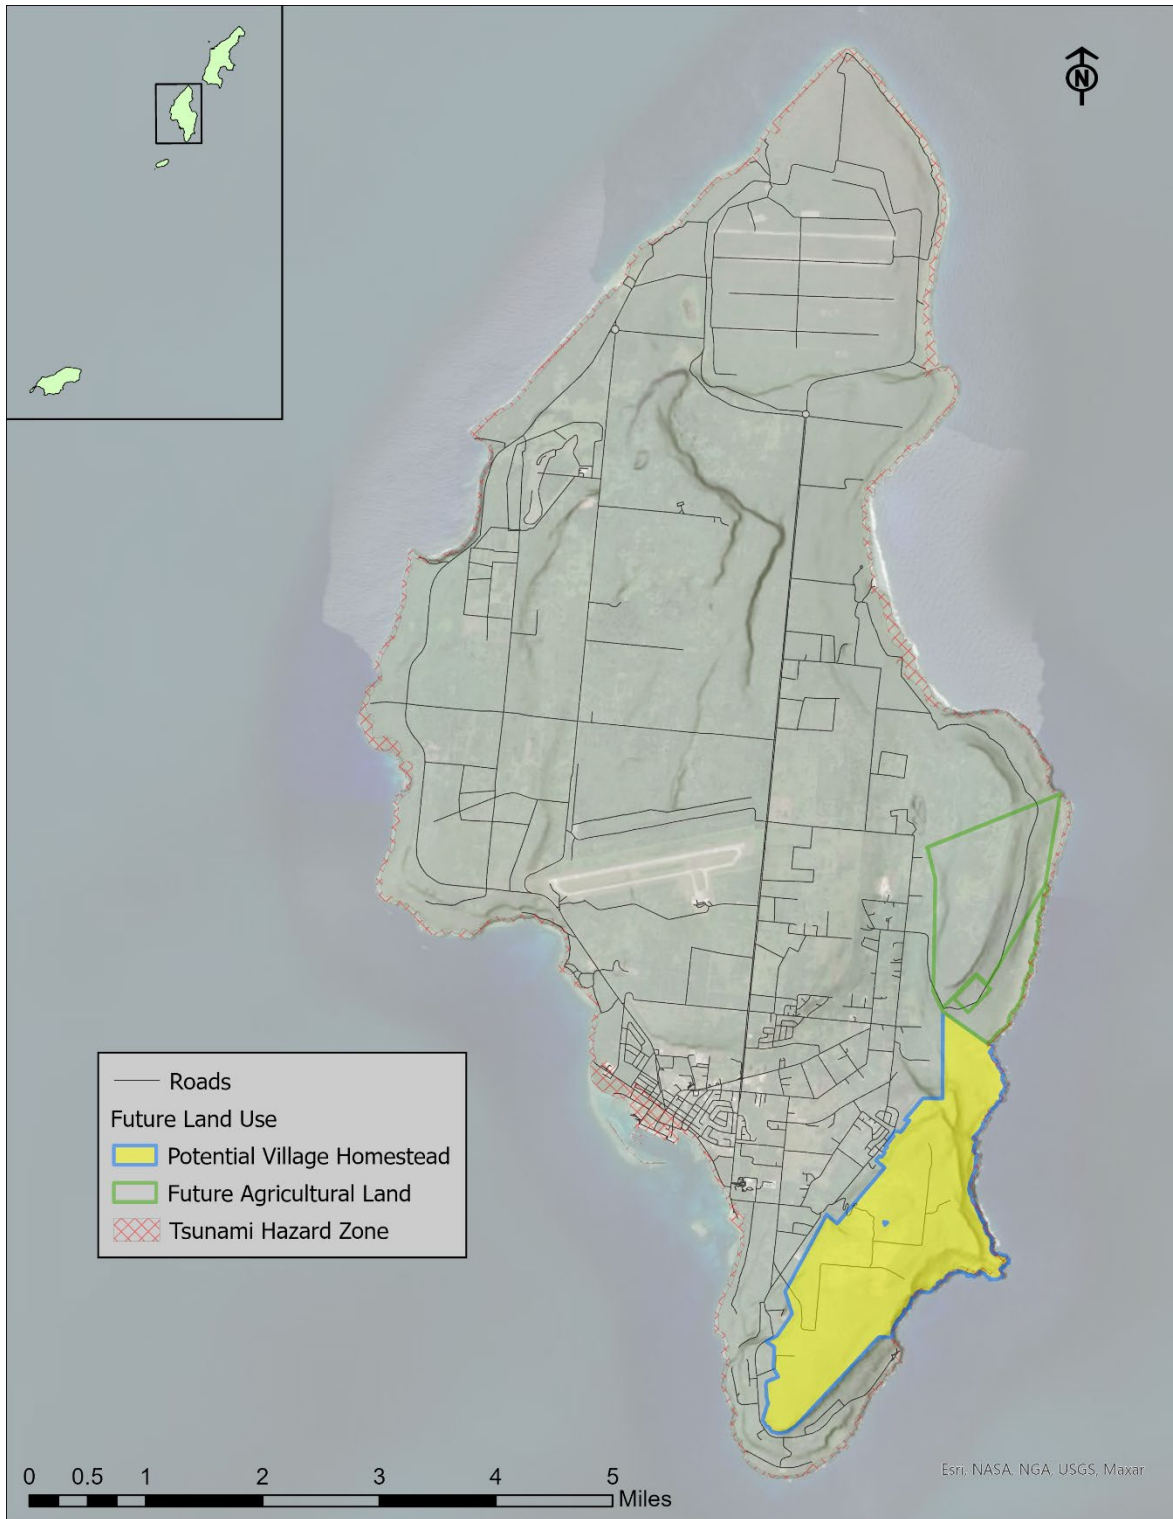 N
Roads
Future Land Use
Potential Village Homestead
Future Agricultural Land
Tsunami Hazard Zone
0 0.5 1 2 3 4 5
Miles
Esri, NASA, NGA, USGS, Maxar